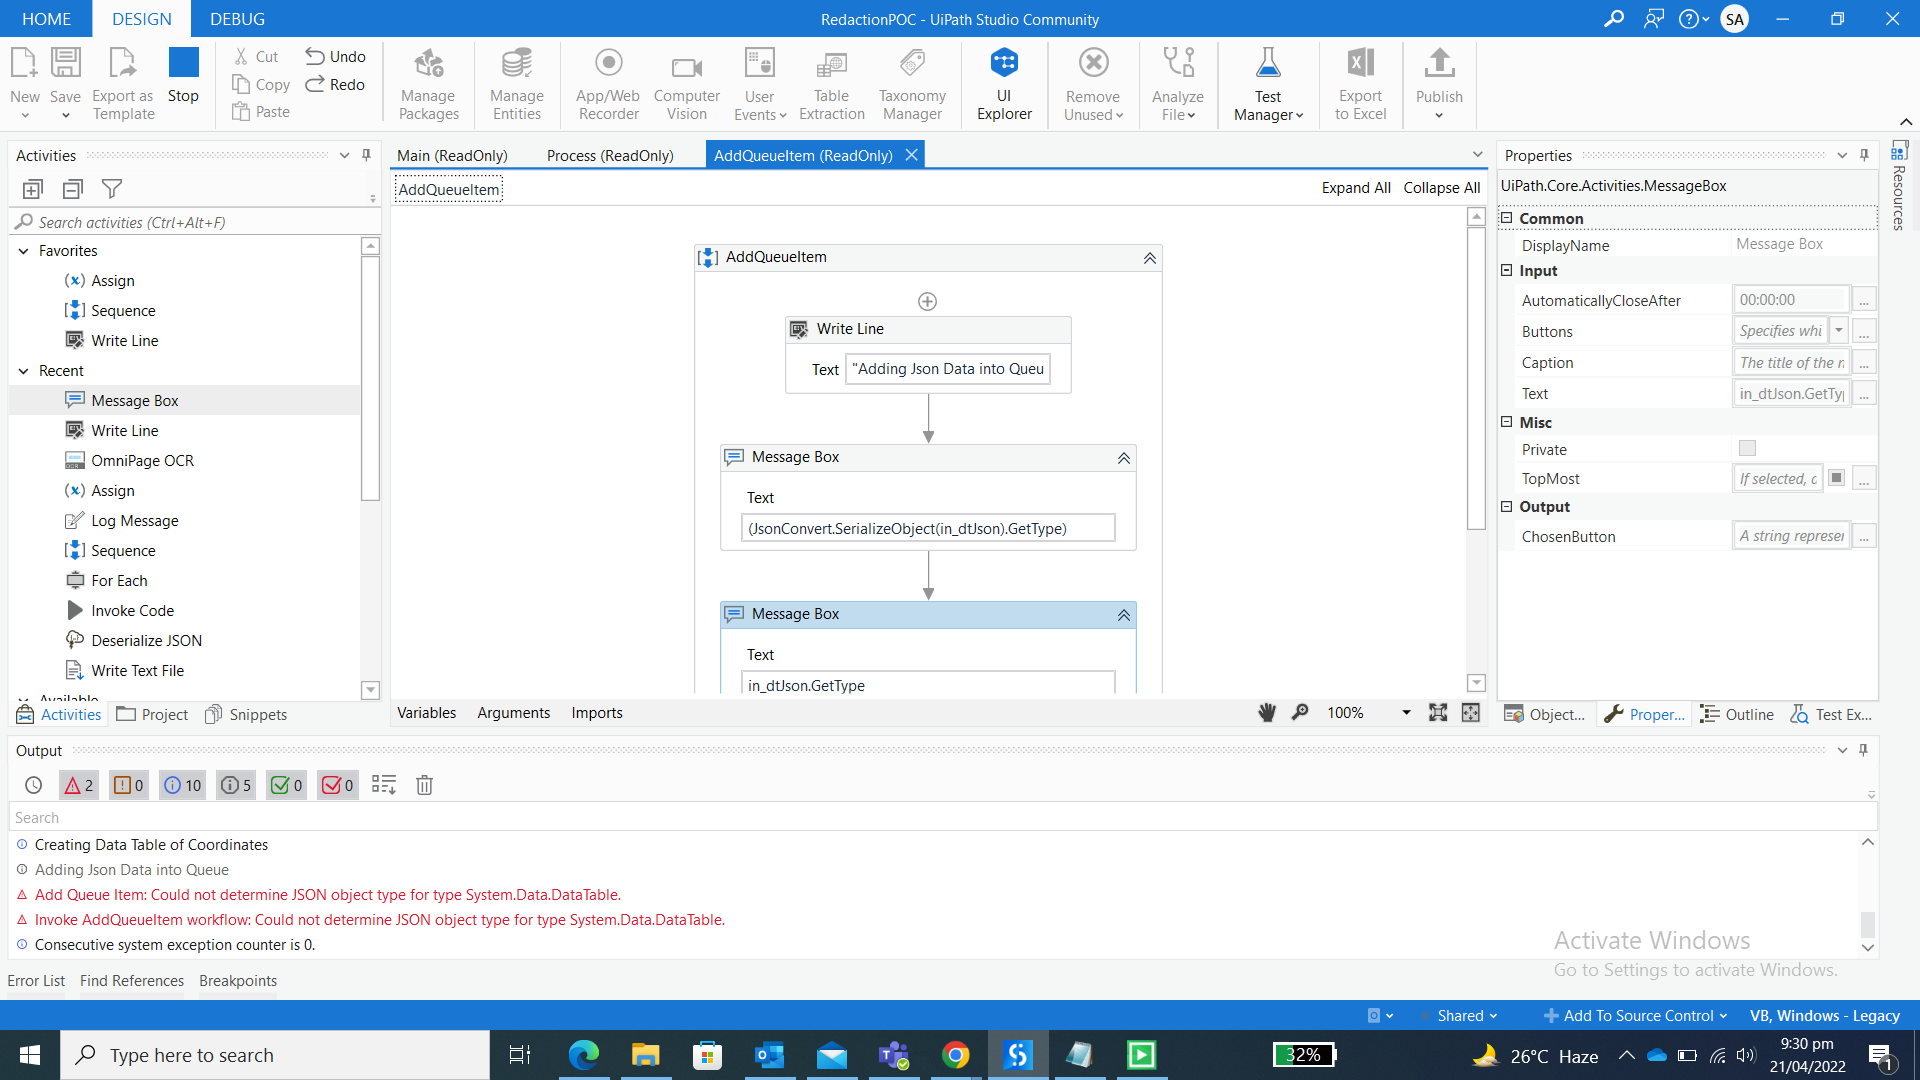 HOME DESIGN DEBUG
RedactionPOC - UiPath Studio Community
SA
New
Save
Export as
Template
Stop
Cut
Copy
Paste
Undo
Redo
Manage
Packages
Manage
Entities
App/Web
Recorder
Computer
Vision
User
Events
Table
Extraction
Taxonomy
Manager
UI
Explorer
Remove
Unused
Analyze
File
Test
Manager
Export
to Excel
Publish
Activities
Search activities (Ctrl+Alt+F)
Favorites
Assign
Sequence
Write Line
Recent
Message Box
Write Line
OmniPage OCR
Assign
Log Message
Sequence
For Each
Invoke Code
Deserialize JSON
Write Text File
Available
Activities Project Snippets
Main (ReadOnly) Process (ReadOnly) AddQueueItem (ReadOnly)
AddQueueItem
Expand All Collapse All
AddQueueItem
Write Line
Text "Adding Json Data into Queu
Message Box
Text
(JsonConvert.SerializeObject(in_dtJson).GetType)
Message Box
Text
in_dtJson.GetType
Variables Arguments Imports
100%
Properties
UiPath.Core.Activities.MessageBox
Common
DisplayName Message Box
Input
AutomaticallyCloseAfter 00:00:00 ...
Buttons Specifies whi ...
Caption The title of the n ...
Text in_dtJson.GetTyp ...
Misc
Private
TopMost If selected, c ...
Output
ChosenButton A string represen ...
Object... Proper... Outline Test Ex...
Resources
Output
2 0 10 5 0 0
Search
Creating Data Table of Coordinates
Adding Json Data into Queue
Add Queue Item: Could not determine JSON object type for type System.Data.DataTable.
Invoke AddQueueItem workflow: Could not determine JSON object type for type System.Data.DataTable.
Consecutive system exception counter is 0.
Activate Windows
Go to Settings to activate Windows.
Error List Find References Breakpoints
Shared Add To Source Control VB, Windows - Legacy
Type here to search
32%
26°C Haze
9:30 pm
21/04/2022
1